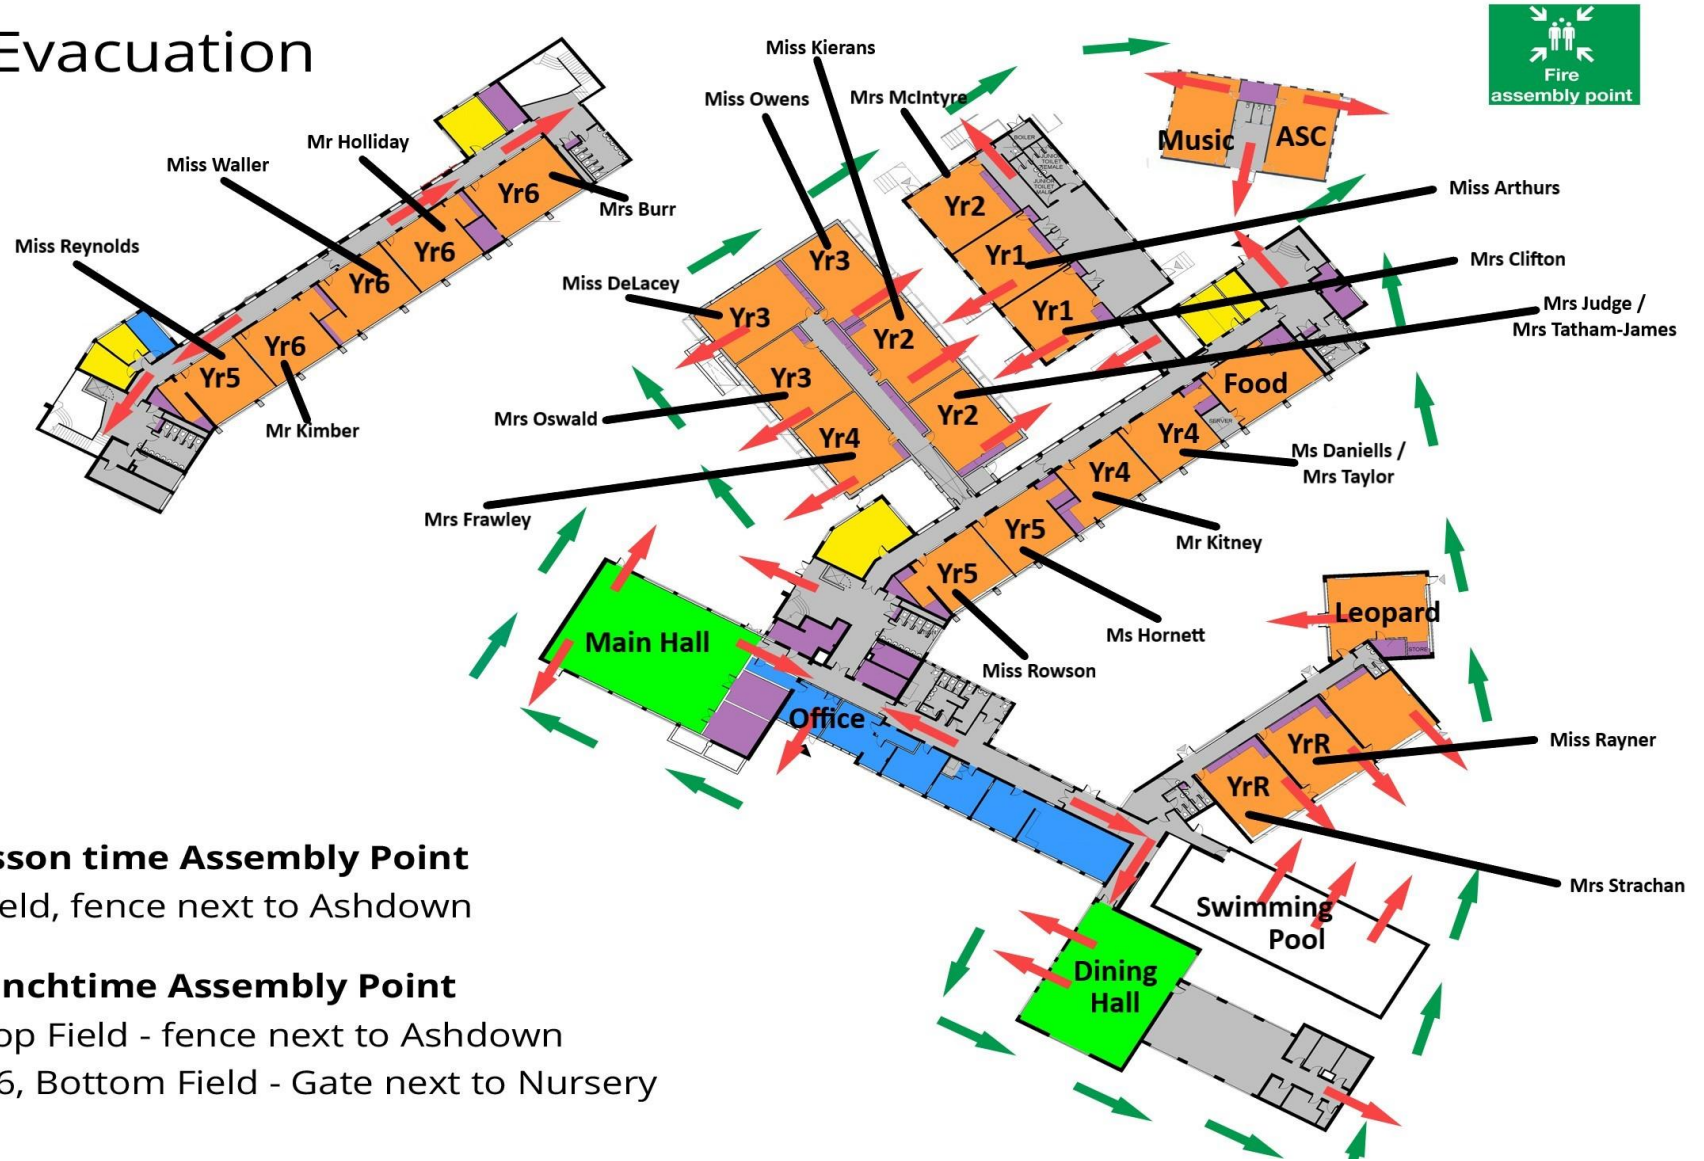 Evacuation
Fire
assembly point
Miss Kierans
Miss Owens
Mrs McIntyre
Mr Holliday
Miss Waller
Mrs Burr
Miss Reynolds
Mr Kimber
Yr6
Yr6
Yr6
Yr6
Yr5
Music
ASC
BOILER
Miss Arthurs
Mrs Clifton
Mrs Judge /
Mrs Tatham-James
Miss DeLacey
Mrs Oswald
Mrs Frawley
Yr2
Yr1
Yr1
Yr3
Yr3
Yr2
Yr3
Yr2
Yr4
Food
SERVER
Yr4
Yr4
Yr5
Yr5
Ms Daniells /
Mrs Taylor
Mr Kitney
Ms Hornett
Miss Rowson
Main Hall
Office
Leopard
STORE
YrR
YrR
Miss Rayner
Mrs Strachan
Swimming
Pool
Dining
Hall
sson time Assembly Point
eld, fence next to Ashdown
nchtime Assembly Point
op Field - fence next to Ashdown
6, Bottom Field - Gate next to Nursery